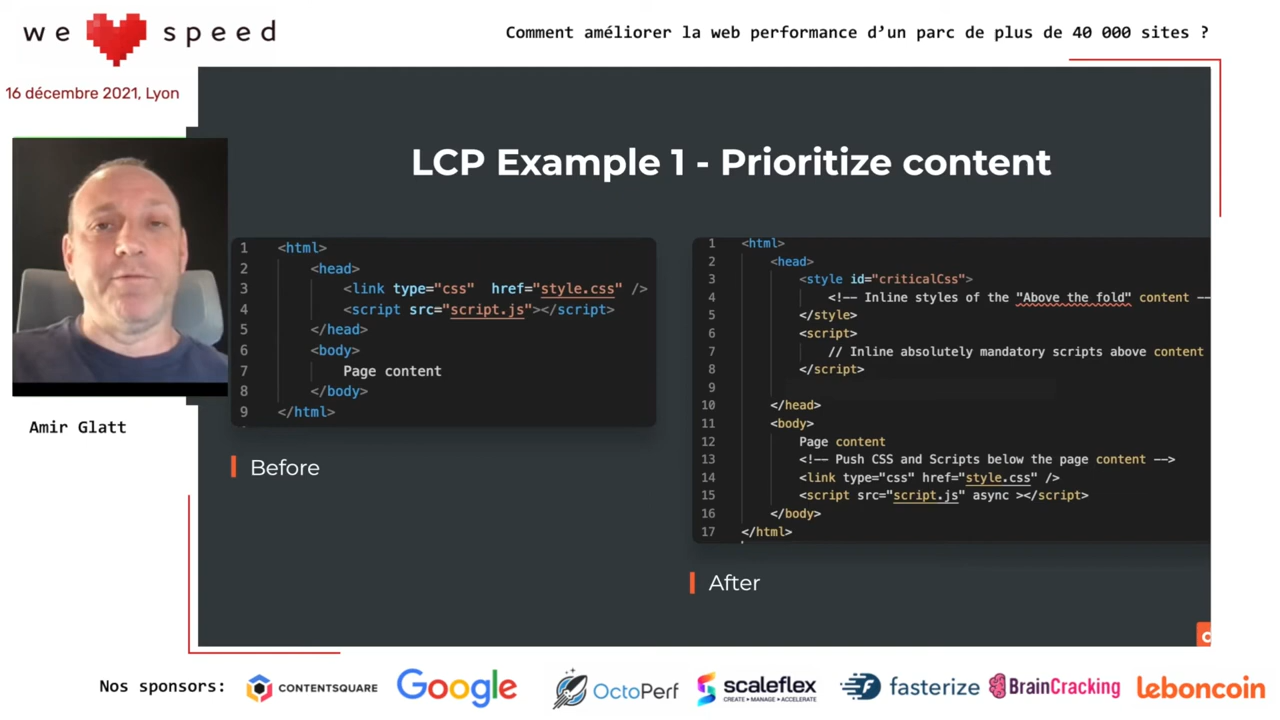 we speed
Comment améliorer la web performance d'un parc de plus de 40 000 sites ?
16 décembre 2021, Lyon
Amir Glatt
LCP Example 1 - Prioritize content
1 <html>
2 <head>
3 <link type="css" href="style.css" />
4 <script src="script.js"></script>
5 </head>
6 <body>
7 Page content
8 </body>
9 </html>
Before
1 <html>
2 <head>
3 <style id="criticalCss">
4 <!-- Inline styles of the "Above the fold" content --
5 </style>
6 <script>
7 // Inline absolutely mandatory scripts above content
8 </script>
9
10 </head>
11 <body>
12 Page content
13 <!-- Push CSS and Scripts below the page content -->
14 <link type="css" href="style.css" />
15 <script src="script.js" async ></script>
16 </body>
17 </html>
After
Nos sponsors:
CONTENTSQUARE
Google
OctoPerf
scaleflex
CREATE • MANAGE • ACCELERATE
fasterize
BrainCracking
leboncoin